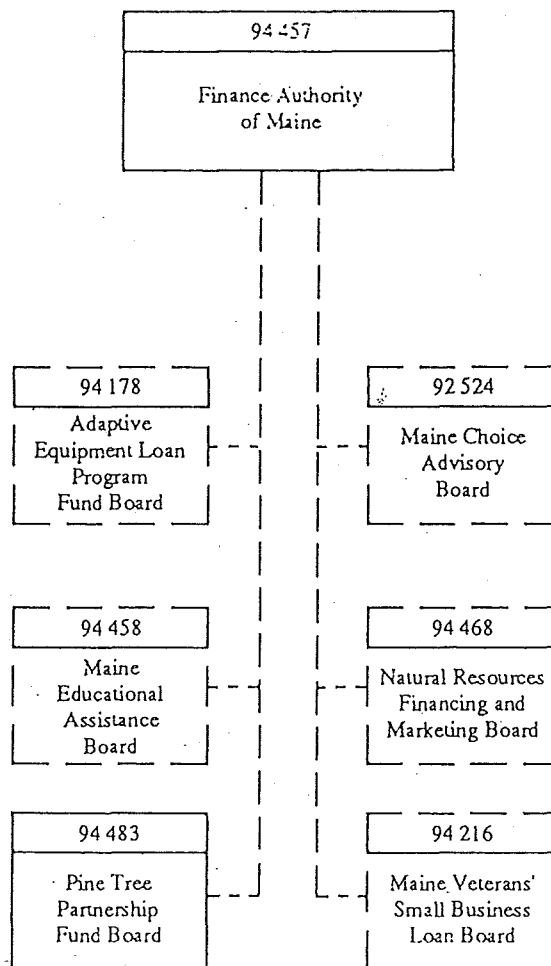 94 457
Finance Authority
of Maine
94 178
Adaptive
Equipment Loan
Program
Fund Board
92 524
Maine Choice
Advisory
Board
94 458
Maine
Educational
Assistance
Board
94 468
Natural Resources
Financing and
Marketing Board
94 483
Pine Tree
Partnership
Fund Board
94 216
Maine Veterans'
Small Business
Loan Board